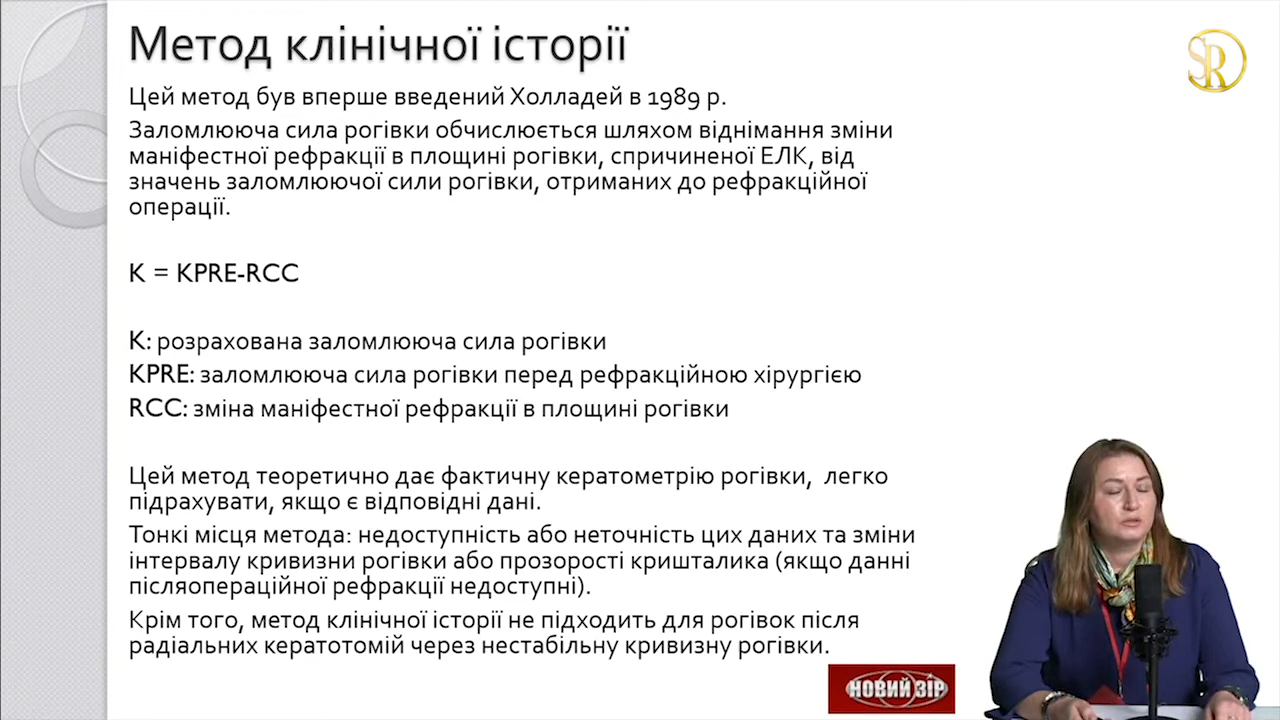 Метод клінічної історії
SR
Цей метод був вперше введений Холладей в 1989 р.
Заломлююча сила рогівки обчислюється шляхом віднімання зміни
маніфестної рефракції в площині рогівки, спричиненої ЕЛК, від
значень заломлюючої сили рогівки, отриманих до рефракційної
операції.
K = KPRE-RCC
K: розрахована заломлююча сила рогівки
KPRE: заломлююча сила рогівки перед рефракційною хірургією
RCC: зміна маніфестної рефракції в площині рогівки
Цей метод теоретично дає фактичну кератометрію рогівки, легко
підрахувати, якщо є відповідні дані.
Тонкі місця метода: недоступність або неточність цих даних та зміни
інтервалу кривизни рогівки або прозорості кришталика (якщо данні
післяопераційної рефракції недоступні).
Крім того, метод клінічної історії не підходить для рогівок після
радіальних кератотомій через нестабільну кривизну рогівки.
НОВИЙ ЗІР